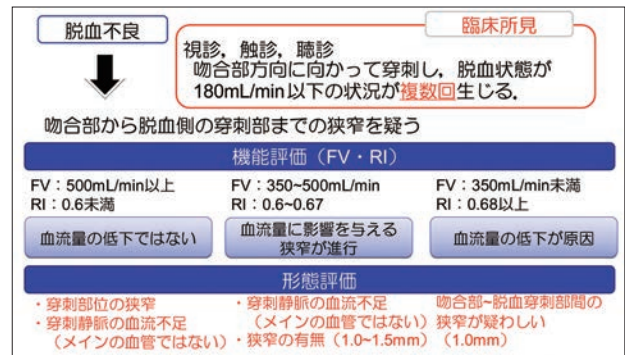 脱血不良
臨床所見
視診，触診，聴診
吻合部方向に向かって穿刺し，脱血状態が
180mL/min以下の状況が複数回生じる．
吻合部から脱血側の穿刺部までの狭窄を疑う
機能評価（FV・RI）
FV：500mL/min以上
RI：0.6未満
FV：350~500mL/min
RI：0.6~0.67
FV：350mL/min未満
RI：0.68以上
血流量の低下ではない
血流量に影響を与える
狭窄が進行
血流量の低下が原因
形態評価
・穿刺部位の狭窄
・穿刺静脈の血流不足
（メインの血管ではない）
・穿刺静脈の血流不足
（メインの血管ではない）
・狭窄の有無（1.0~1.5mm）
吻合部~脱血穿刺部間の
狭窄が疑わしい
（1.0mm）